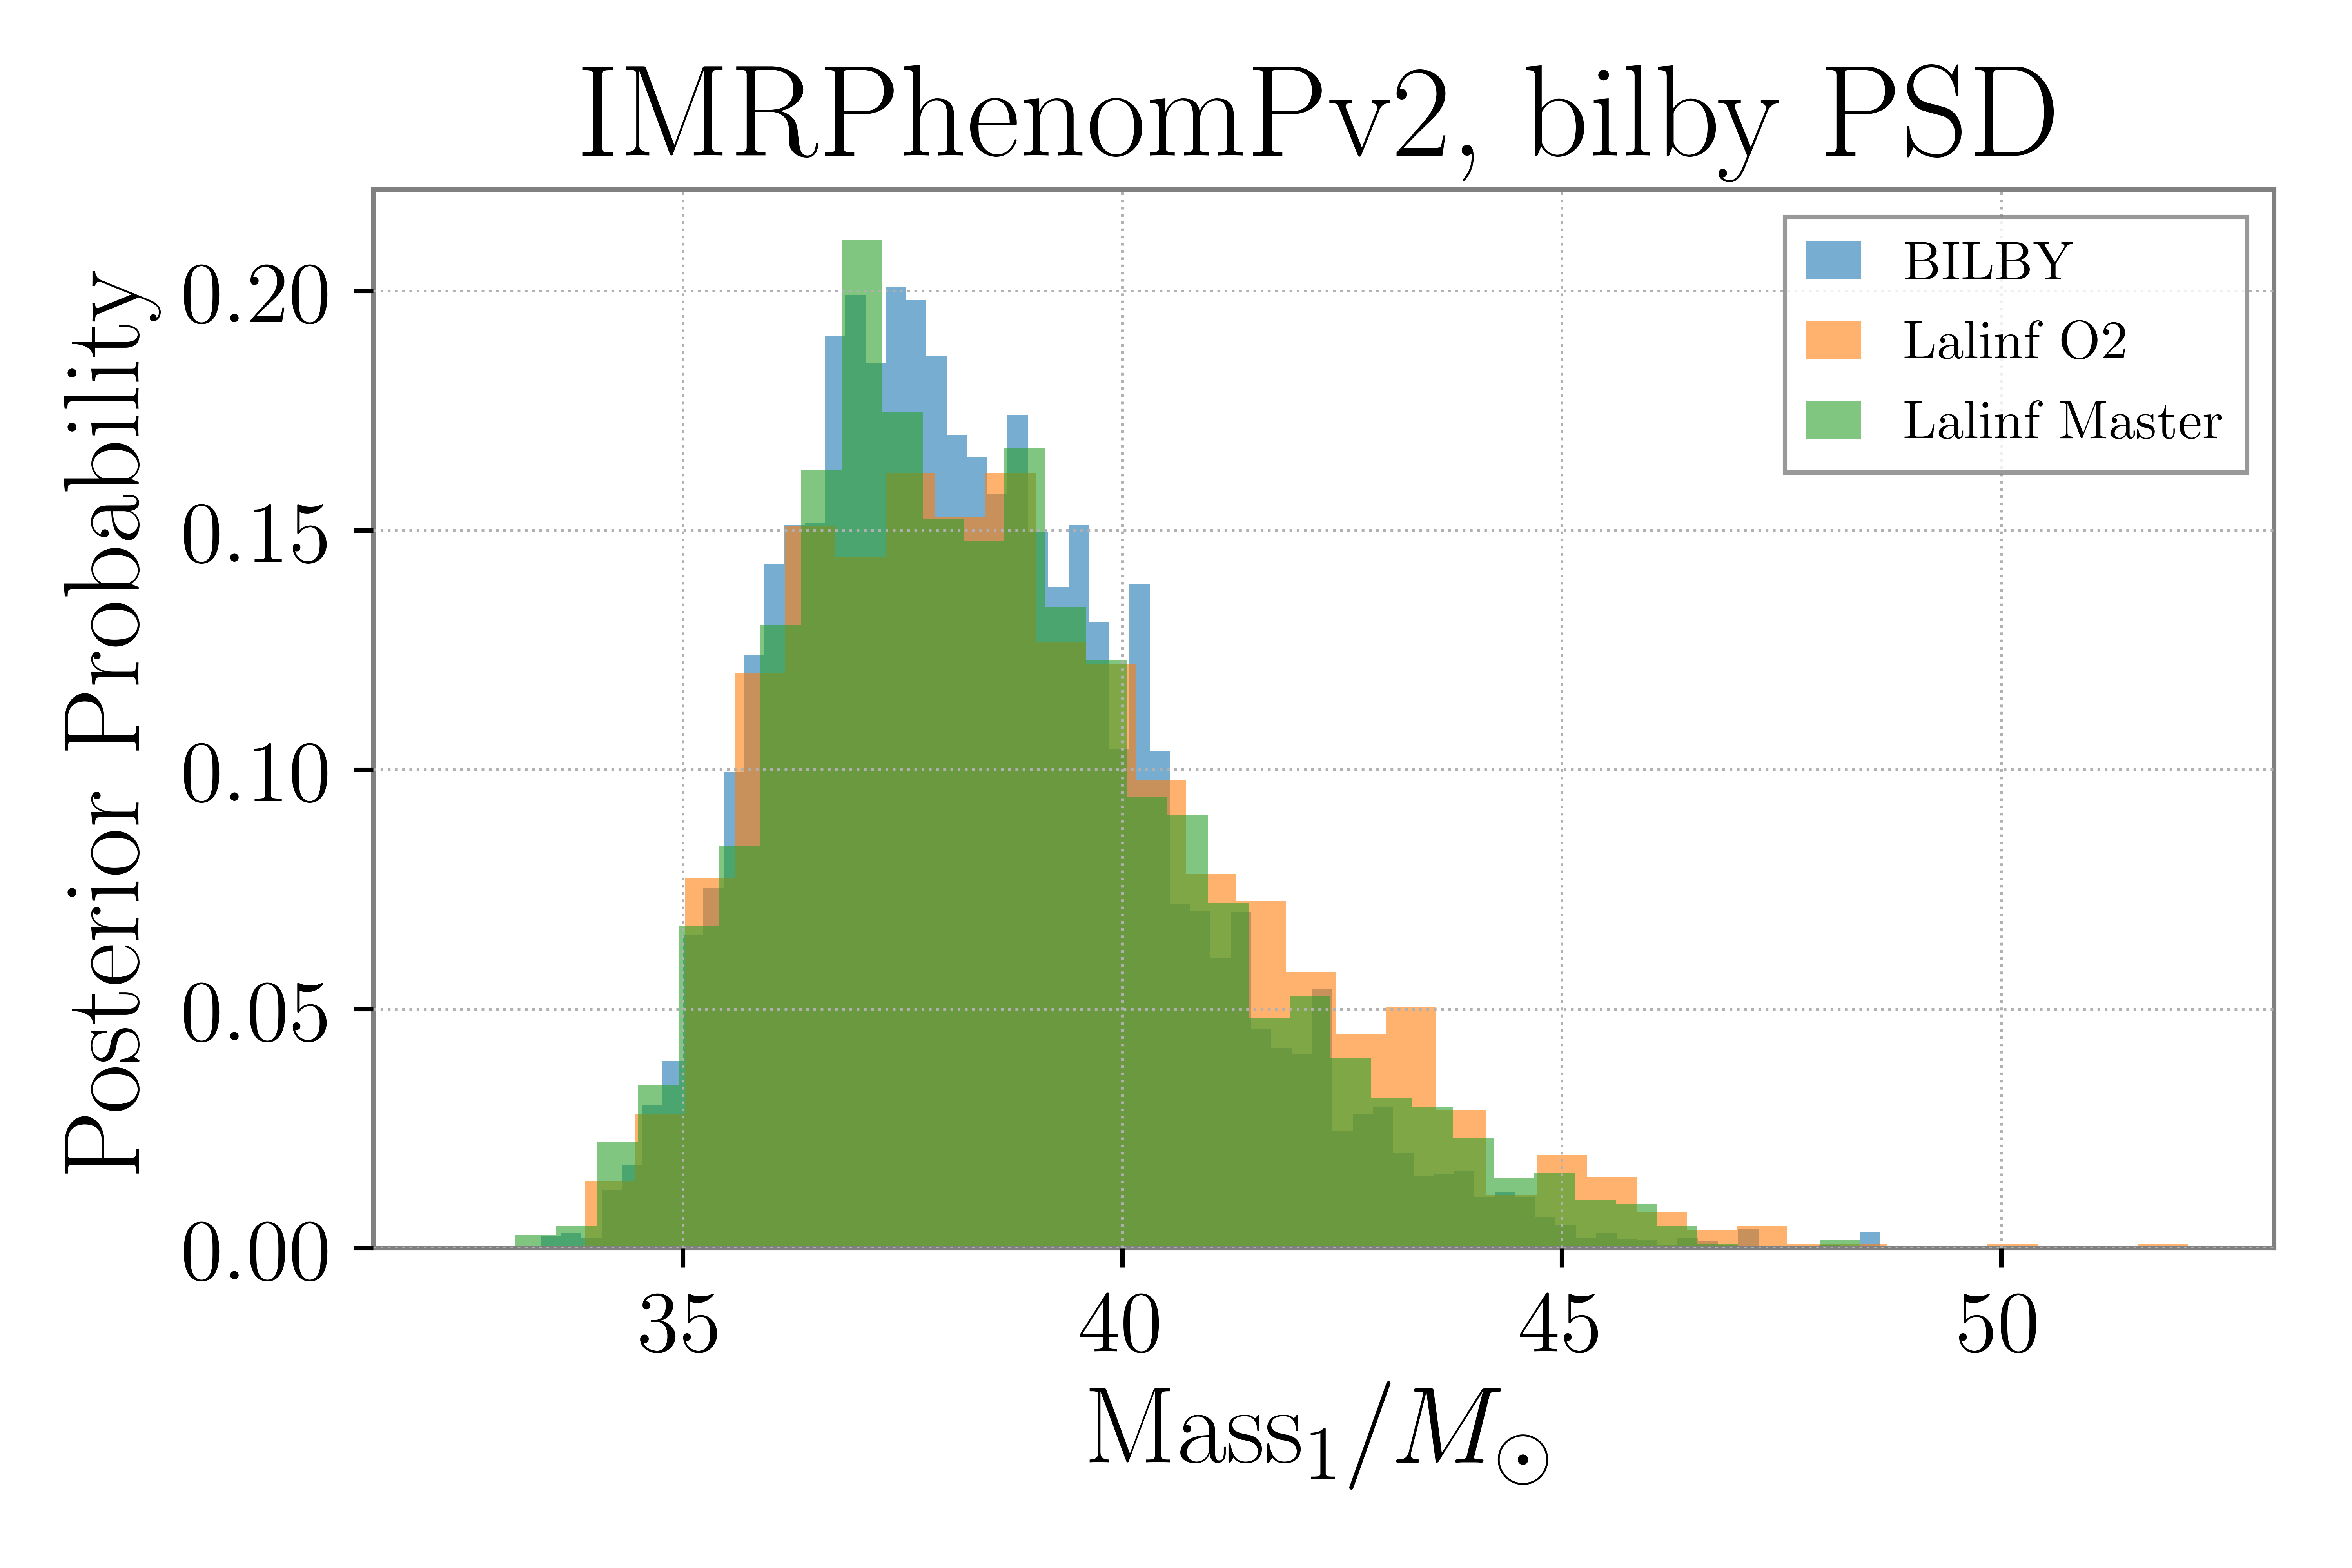 IMRPhenomPv2, bilby PSD
BILBY
Lalinf O2
Lalinf Master
Posterior Probability
0.20
0.15
0.10
0.05
0.00
35 40 45 50
Mass₁/M⊙